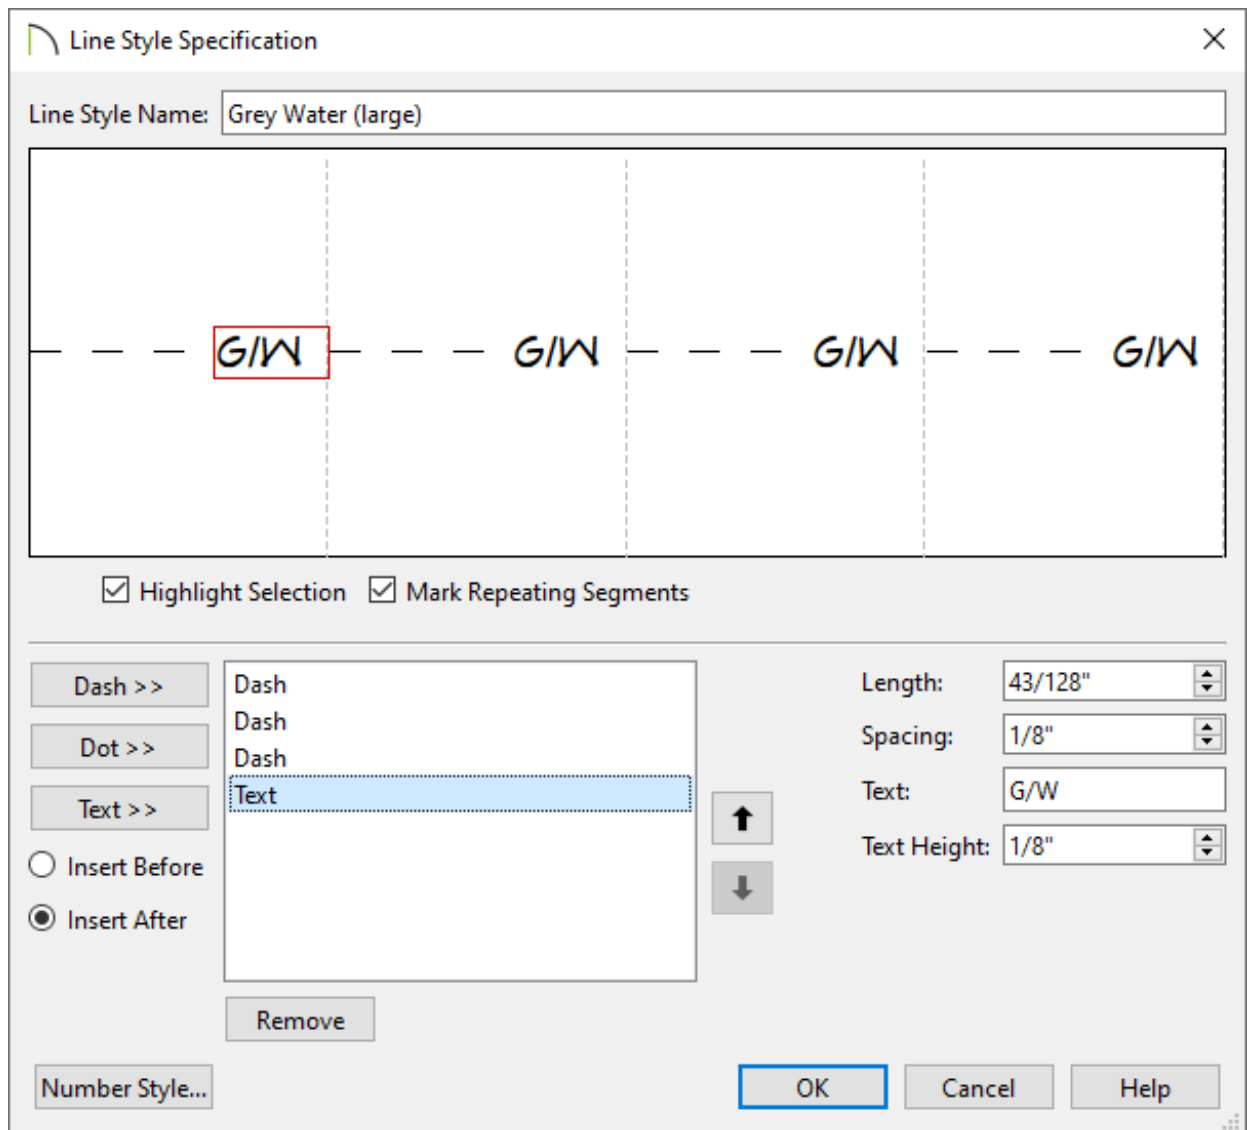 Line Style Specification
Line Style Name: Grey Water (large)
G/W G/W G/W G/W
Highlight Selection Mark Repeating Segments
Dash >>
Dot >>
Text >>
Insert Before
Insert After
Dash
Dash
Dash
Text
Length: 43/128"
Spacing: 1/8"
Text: G/W
Text Height: 1/8"
Remove
Number Style... OK Cancel Help